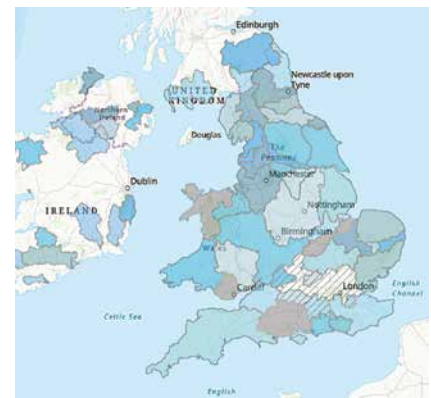 Edinburgh
Newcastle upon
Tyne
UNITED
KINGDOM
Northern
Ireland
Douglas
The
Pennines
Manchester
Dublin
IRELAND
Nottingham
Birmingham
Wales
Cardiff
London
English
Channel
Celtic Sea
English